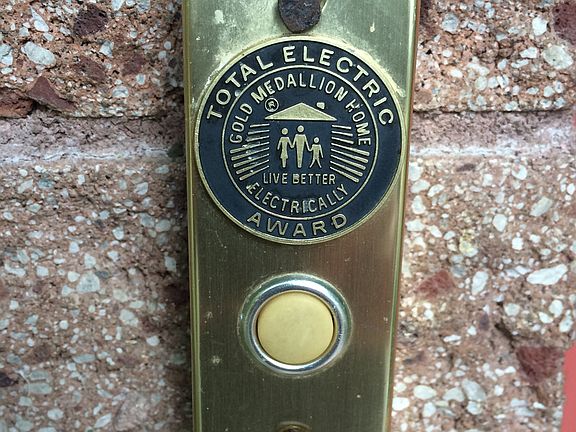 TOTAL ELECTRIC
GOLD MEDALLION HOME
®
LIVE BETTER
ELECTRICALLY
AWARD